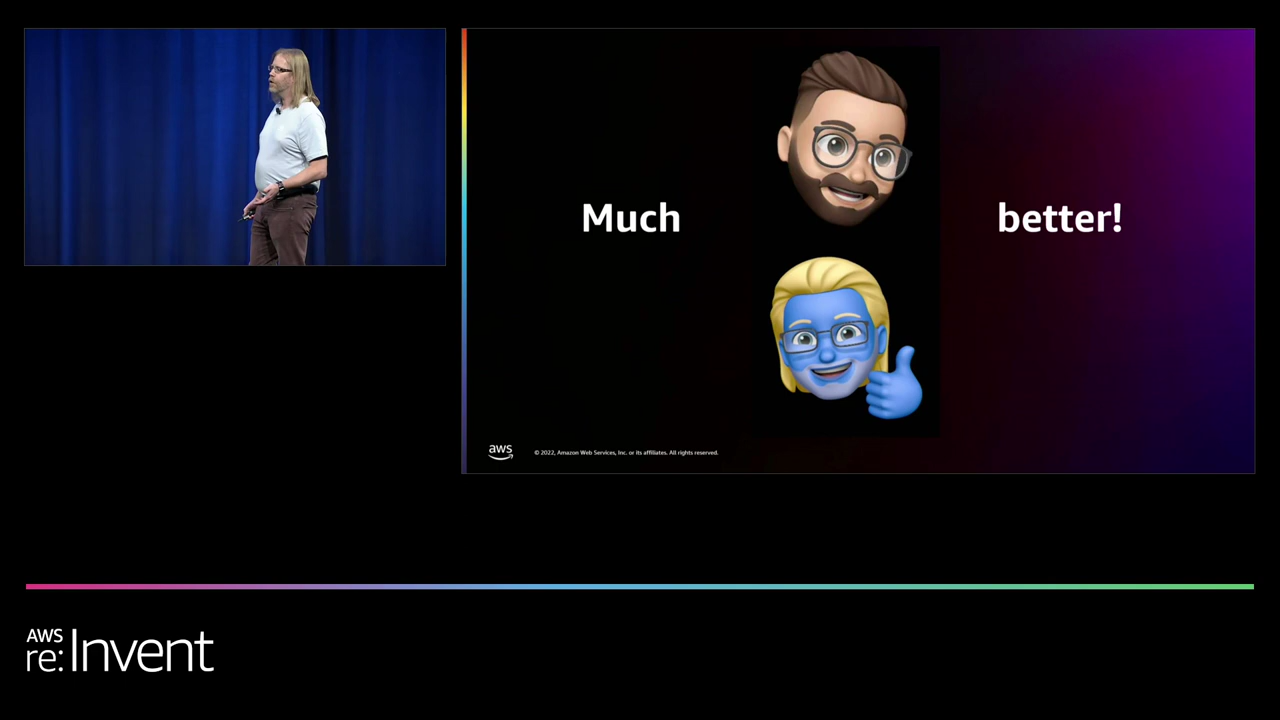 Much better!
aws
© 2022, Amazon Web Services, Inc. or its affiliates. All rights reserved.
AWS
re:Invent